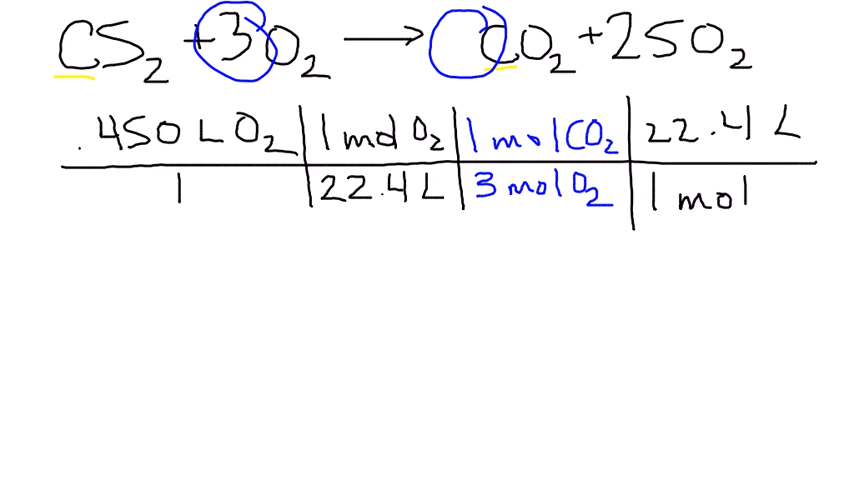 CS₂ + 3O₂ → CO₂ + 2SO₂
.450 L O₂ | 1 mol O₂ | 1 mol CO₂ | 22.4 L
1 | 22.4 L | 3 mol O₂ | 1 mol